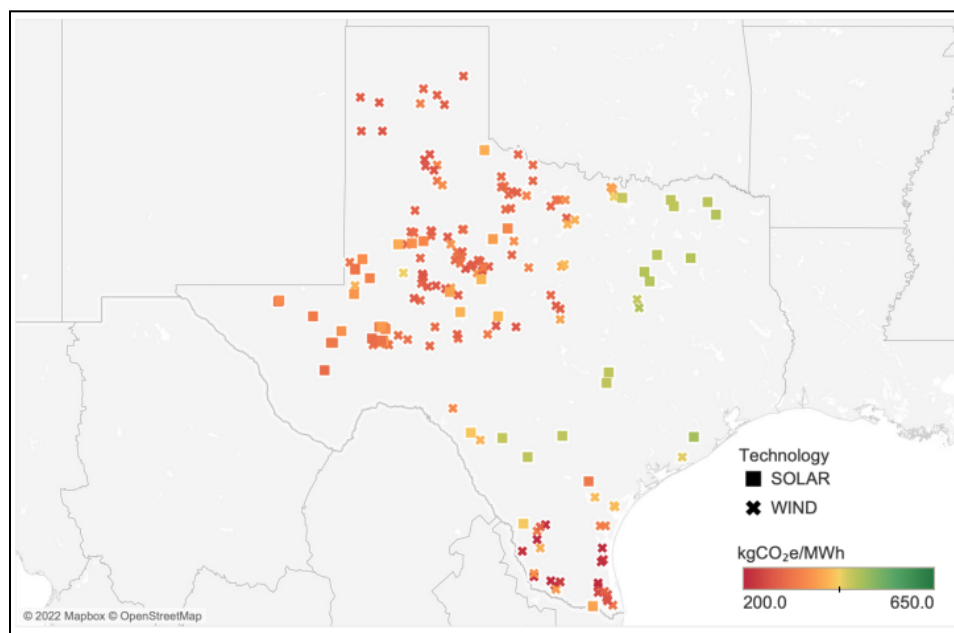 Technology
SOLAR
WIND
kgCO₂e/MWh
200.0 650.0
© 2022 Mapbox © OpenStreetMap